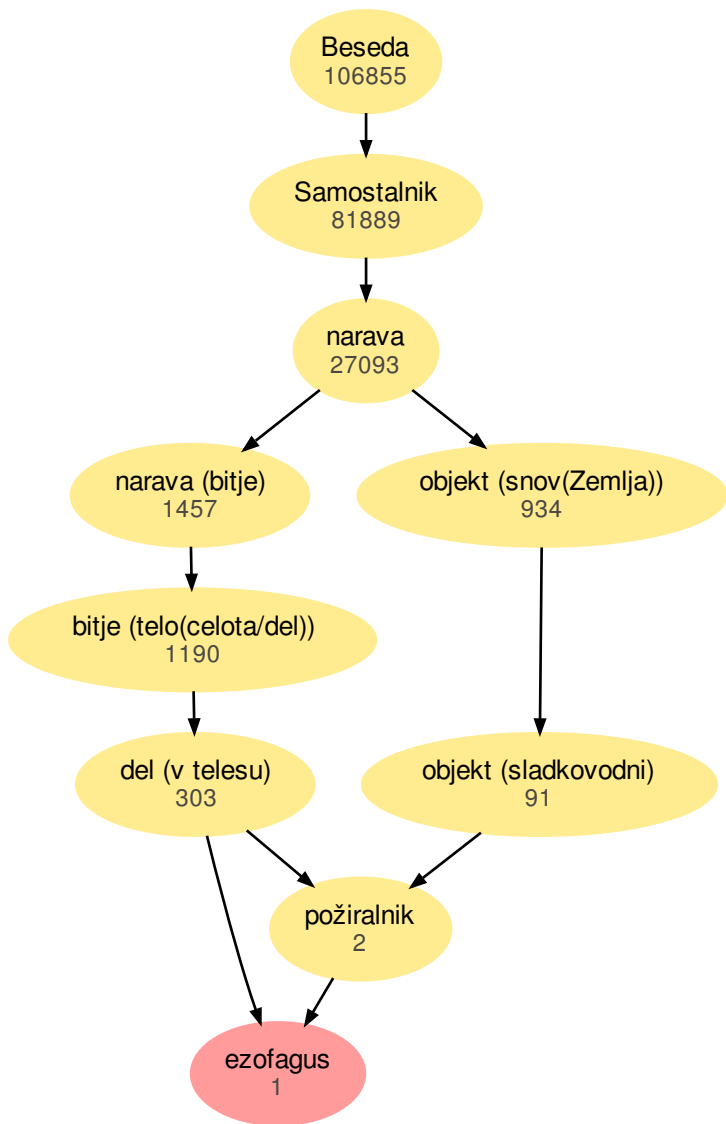 Beseda
106855
Samostalnik
81889
narava
27093
narava (bitje)
1457
objekt (snov(Zemlja))
934
bitje (telo(celota/del))
1190
del (v telesu)
303
objekt (sladkovodni)
91
požiralnik
2
ezofagus
1